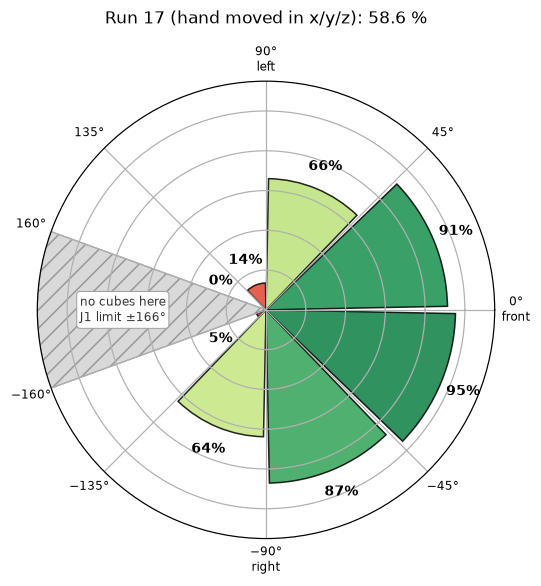 Run 17 (hand moved in x/y/z): 58.6 %
90°
left
135°
45°
66%
91%
160°
14%
0%
no cubes here
J1 limit ±166°
0°
front
5%
95%
−160°
64%
87%
−135°
−45°
−90°
right